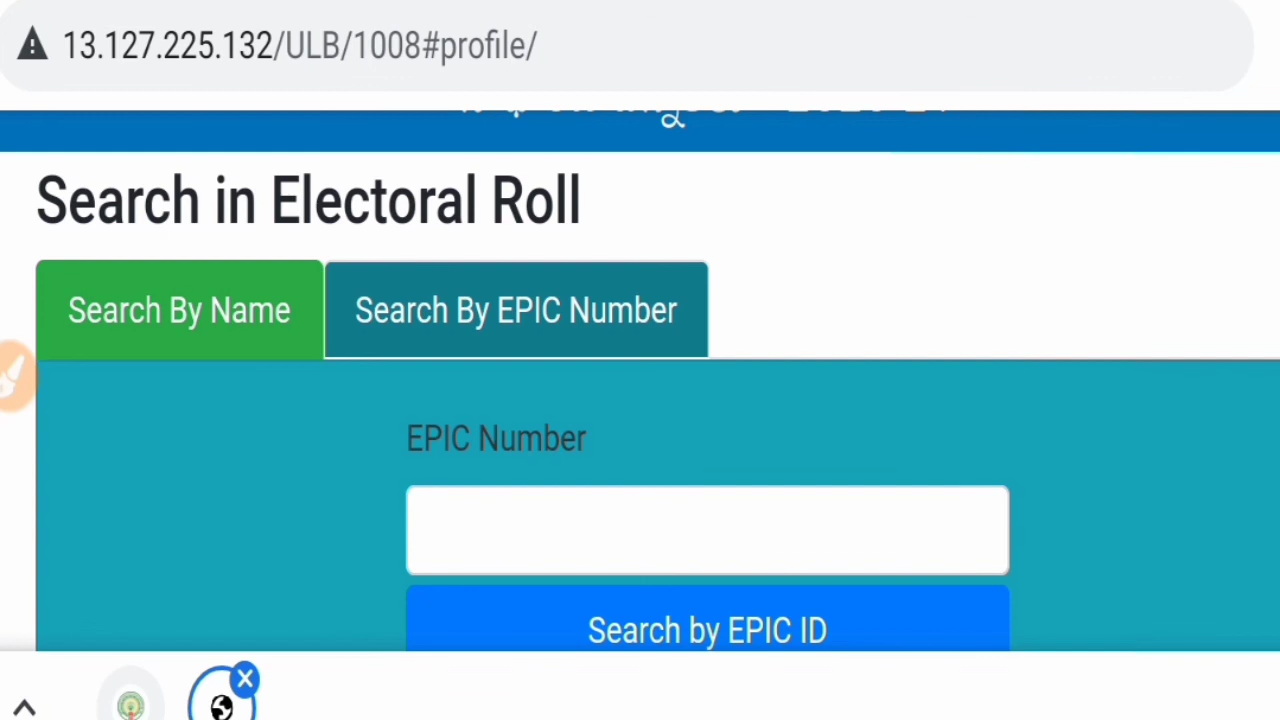 13.127.225.132/ULB/1008#profile/
Search in Electoral Roll
Search By Name
Search By EPIC Number
EPIC Number
Search by EPIC ID